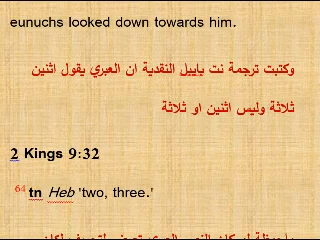 eunuchs looked down towards him.
وكتبت ترجمة نت بايبل النقدية ان العبري يقول اثنين
ثلاثة وليس اثنين او ثلاثة
2 Kings 9:32
64 tn Heb 'two, three.'